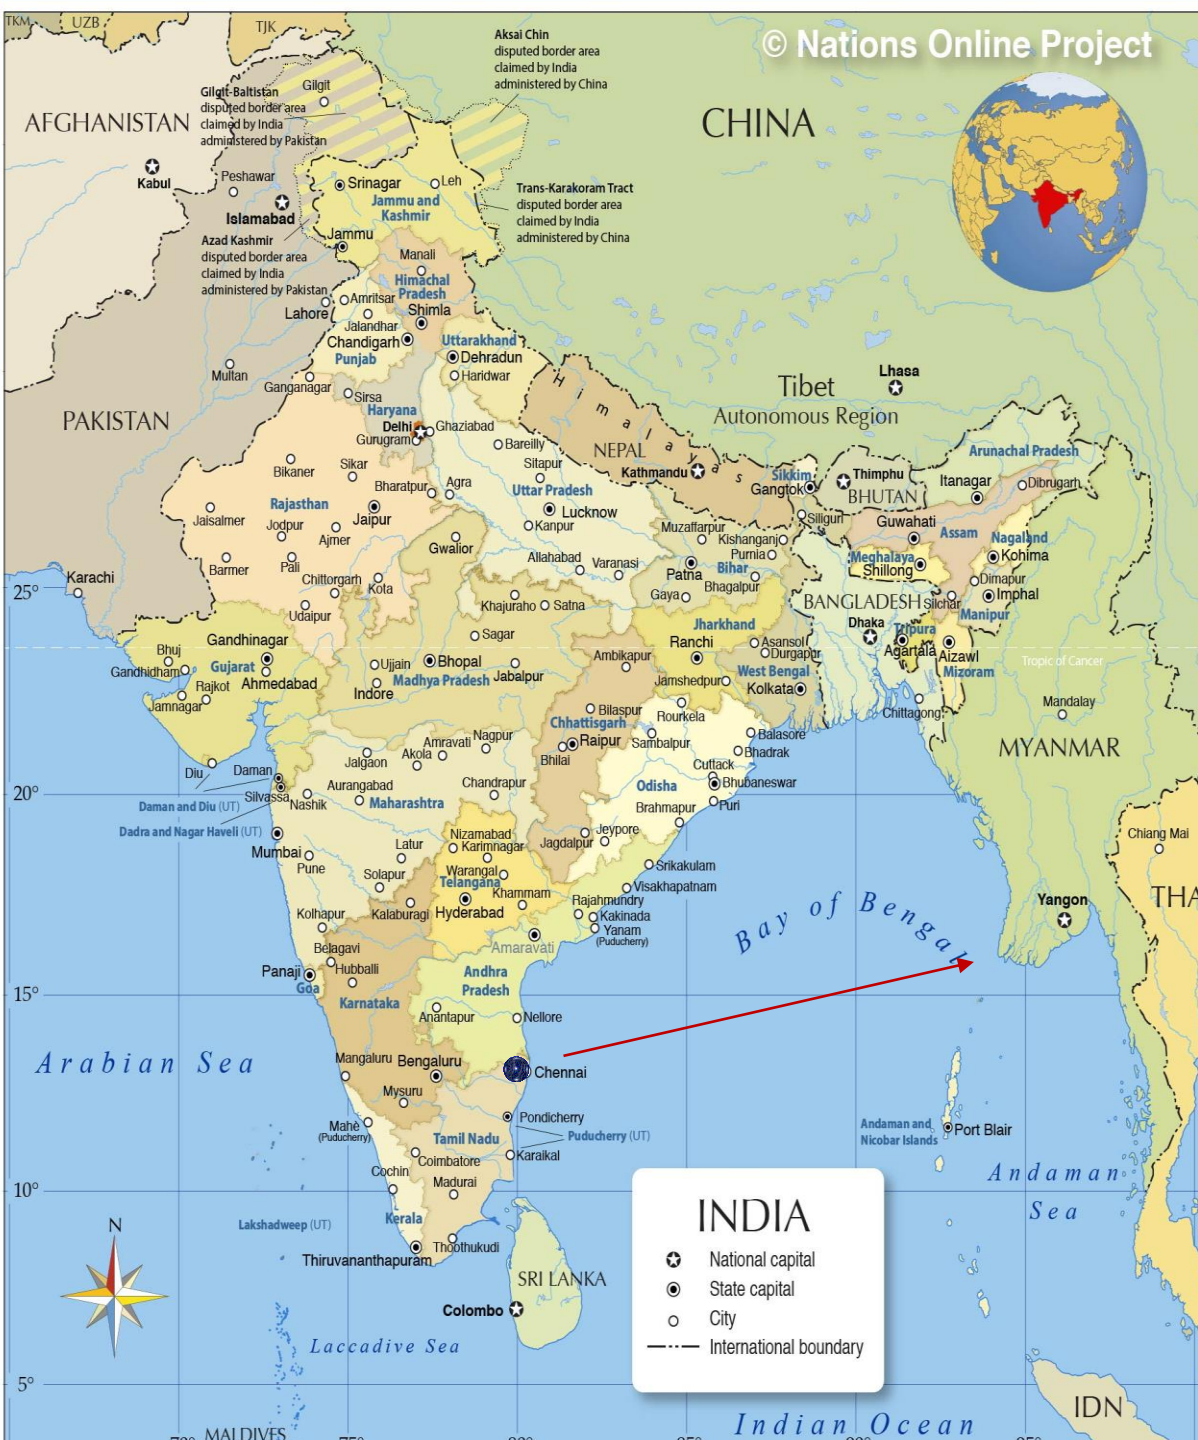 TKM
UZB
TJK
© Nations Online Project
Aksai Chin
disputed border area
claimed by India
administered by China
Gilgit
Gilgit-Baltistan
disputed border area
claimed by India
administered by Pakistan
AFGHANISTAN
CHINA
Kabul
Peshawar
Srinagar
Leh
Jammu and
Kashmir
Islamabad
Trans-Karakoram Tract
disputed border area
claimed by India
administered by China
Azad Kashmir
disputed border area
claimed by India
administered by Pakistan
Jammu
Manali
Himachal
Pradesh
Amritsar
Lahore
Shimla
Jalandhar
Chandigarh
Uttarakhand
Punjab
Dehradun
Multan
Haridwar
Ganganagar
Sirsa
Himalayas
Lhasa
Tibet
Autonomous Region
PAKISTAN
Haryana
Delhi
Ghaziabad
Gurugram
Bareilly
NEPAL
Arunachal Pradesh
Bikaner
Sikar
Sitapur
Kathmandu
Sikkim
Thimphu
Bharatpur
Agra
Uttar Pradesh
Gangtok
BHUTAN
Itanagar
Dibrugarh
Rajasthan
Jaisalmer
Jaipur
Lucknow
Jodpur
Ajmer
Kanpur
Muzaffarpur
Siliguri
Guwahati
Assam
Nagaland
Gwalior
Kishanganj
Purnia
Meghalaya
Kohima
Barmer
Pali
Allahabad
Varanasi
Bihar
Shillong
Karachi
Chittorgarh
Kota
Patna
Bhagalpur
Dimapur
25°
Khajuraho
Satna
Gaya
BANGLADESH
Silchar
Imphal
Udaipur
Jharkhand
Dhaka
Tripura
Manipur
Gandhinagar
Sagar
Ranchi
Asansol
Durgapur
Agartala
Aizawl
Bhuj
Gandhidham
Gujarat
Ujjain
Bhopal
Ambikapur
West Bengal
Mizoram
Tropic of Cancer
Ahmedabad
Madhya Pradesh
Jabalpur
Jamshedpur
Kolkata
Rajkot
Indore
Jamnagar
Chhattisgarh
Bilaspur
Rourkela
Chittagong
Mandalay
Nagpur
Amravati
Raipur
Sambalpur
Balasore
MYANMAR
Akola
Jalgaon
Bhilai
Bhadrak
Diu
Daman
Cuttack
Aurangabad
Chandrapur
Odisha
Bhubaneswar
Silvassa
Nashik
20°
Daman and Diu (UT)
Maharashtra
Brahmapur
Puri
Dadra and Nagar Haveli (UT)
Nizamabad
Jeypore
Chiang Mai
Mumbai
Latur
Karimnagar
Jagdalpur
Pune
Warangal
Srikakulam
Solapur
Telangana
Visakhapatnam
Khammam
THA
Kolhapur
Kalaburagi
Hyderabad
Rajahmundry
Kakinada
Yangon
Yanam
(Puducherry)
Bay of Bengal
Belagavi
Amaravati
Panaji
Hubballi
Andhra
Pradesh
Goa
15°
Karnataka
Anantapur
Nellore
Arabian Sea
Mangaluru
Bengaluru
Chennai
Mysuru
Pondicherry
Mahè
(Puducherry)
Tamil Nadu
Puducherry (UT)
Andaman and
Nicobar Islands
Port Blair
Coimbatore
Karaikal
Cochin
Madurai
Andaman
Sea
10°
Kerala
Lakshadweep (UT)
N
Thoothukudi
Thiruvananthapuram
SRI LANKA
Colombo
INDIA
National capital
State capital
City
International boundary
Laccadive Sea
5°
IDN
Indian Ocean
MALDIVES